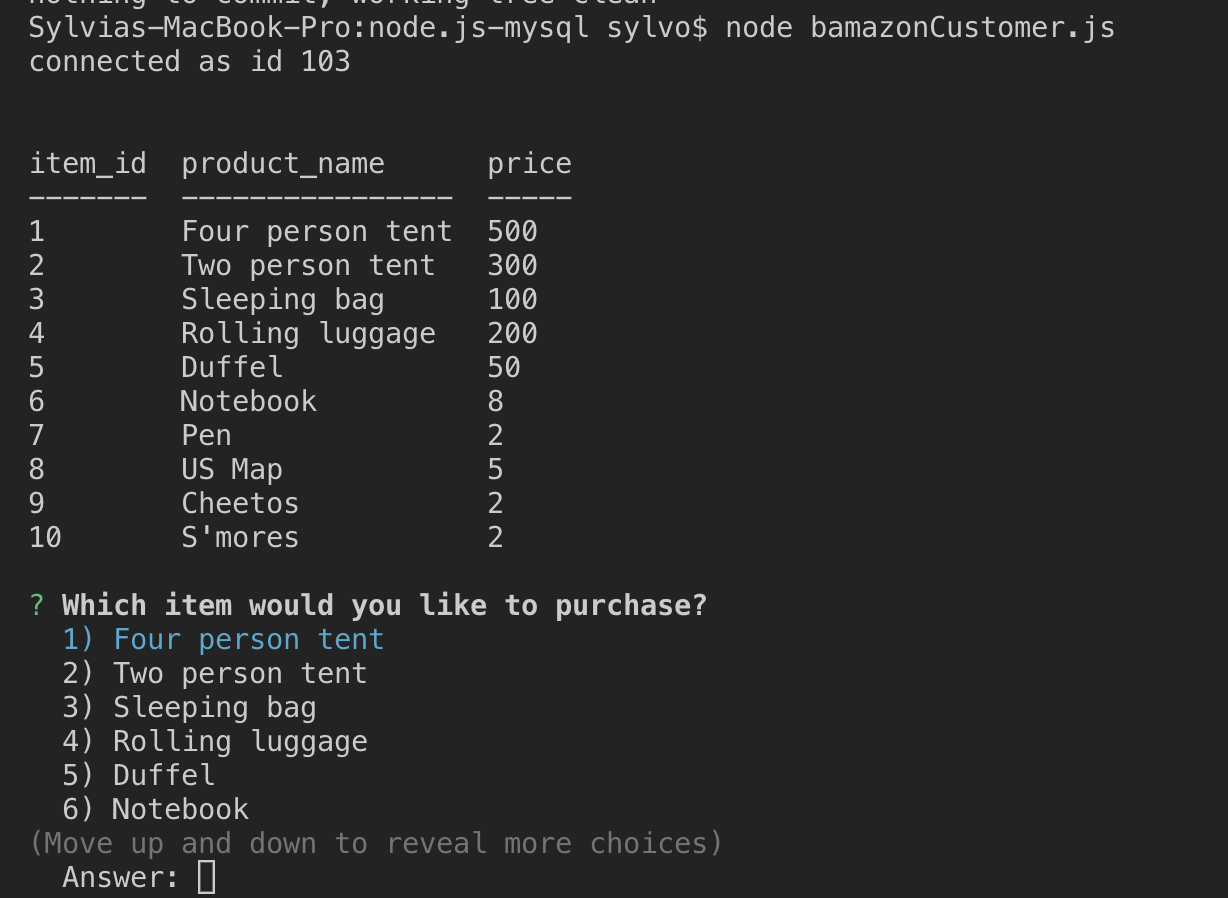 nothing to commit, working tree clean
Sylvias-MacBook-Pro:node.js-mysql sylvo$ node bamazonCustomer.js
connected as id 103
item_id  product_name      price
-------  ----------------  -----
1        Four person tent  500
2        Two person tent   300
3        Sleeping bag      100
4        Rolling luggage   200
5        Duffel            50
6        Notebook          8
7        Pen               2
8        US Map            5
9        Cheetos           2
10       S'mores           2
? Which item would you like to purchase?
  1) Four person tent
  2) Two person tent
  3) Sleeping bag
  4) Rolling luggage
  5) Duffel
  6) Notebook
(Move up and down to reveal more choices)
  Answer: